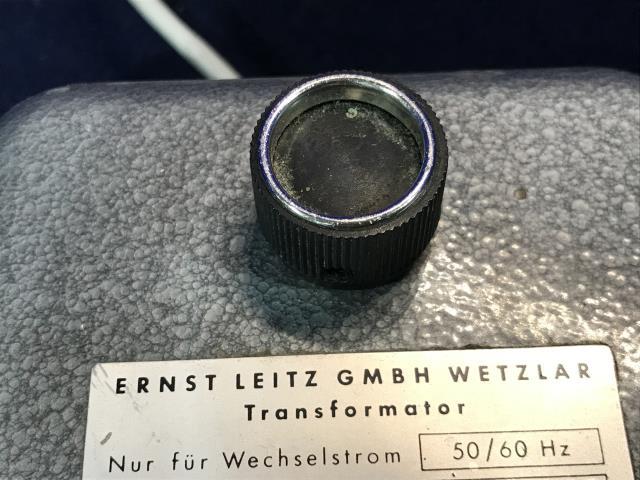 ERNST LEITZ GMBH WETZLAR
Transformator
Nur für Wechselstrom 50/60 Hz